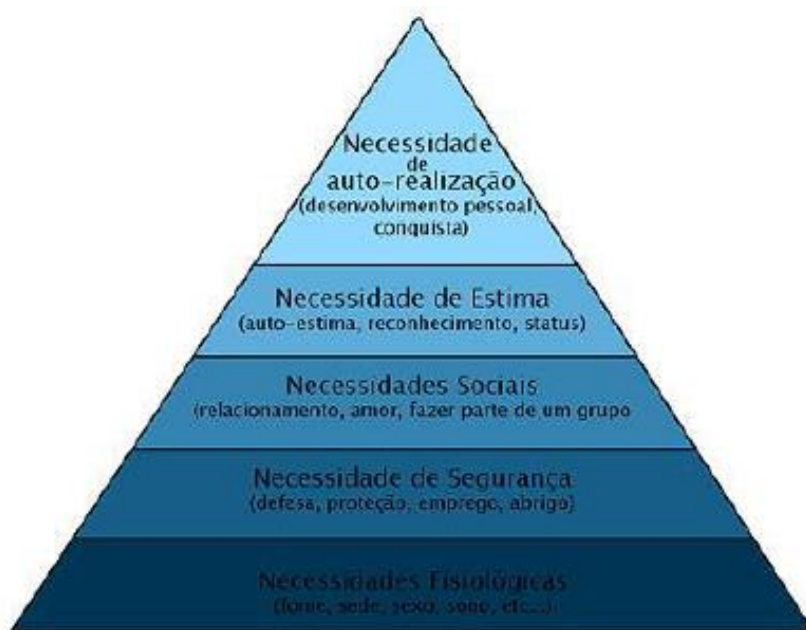 Necessidade
de
auto-realização
(desenvolvimento pessoal,
conquista)
Necessidade de Estima
(auto-estima, reconhecimento, status)
Necessidades Sociais
(relacionamento, amor, fazer parte de um grupo
Necessidade de Segurança
(defesa, proteção, emprego, abrigo)
Necessidades Fisiológicas
(fome, sede, sexo, sono, etc...)